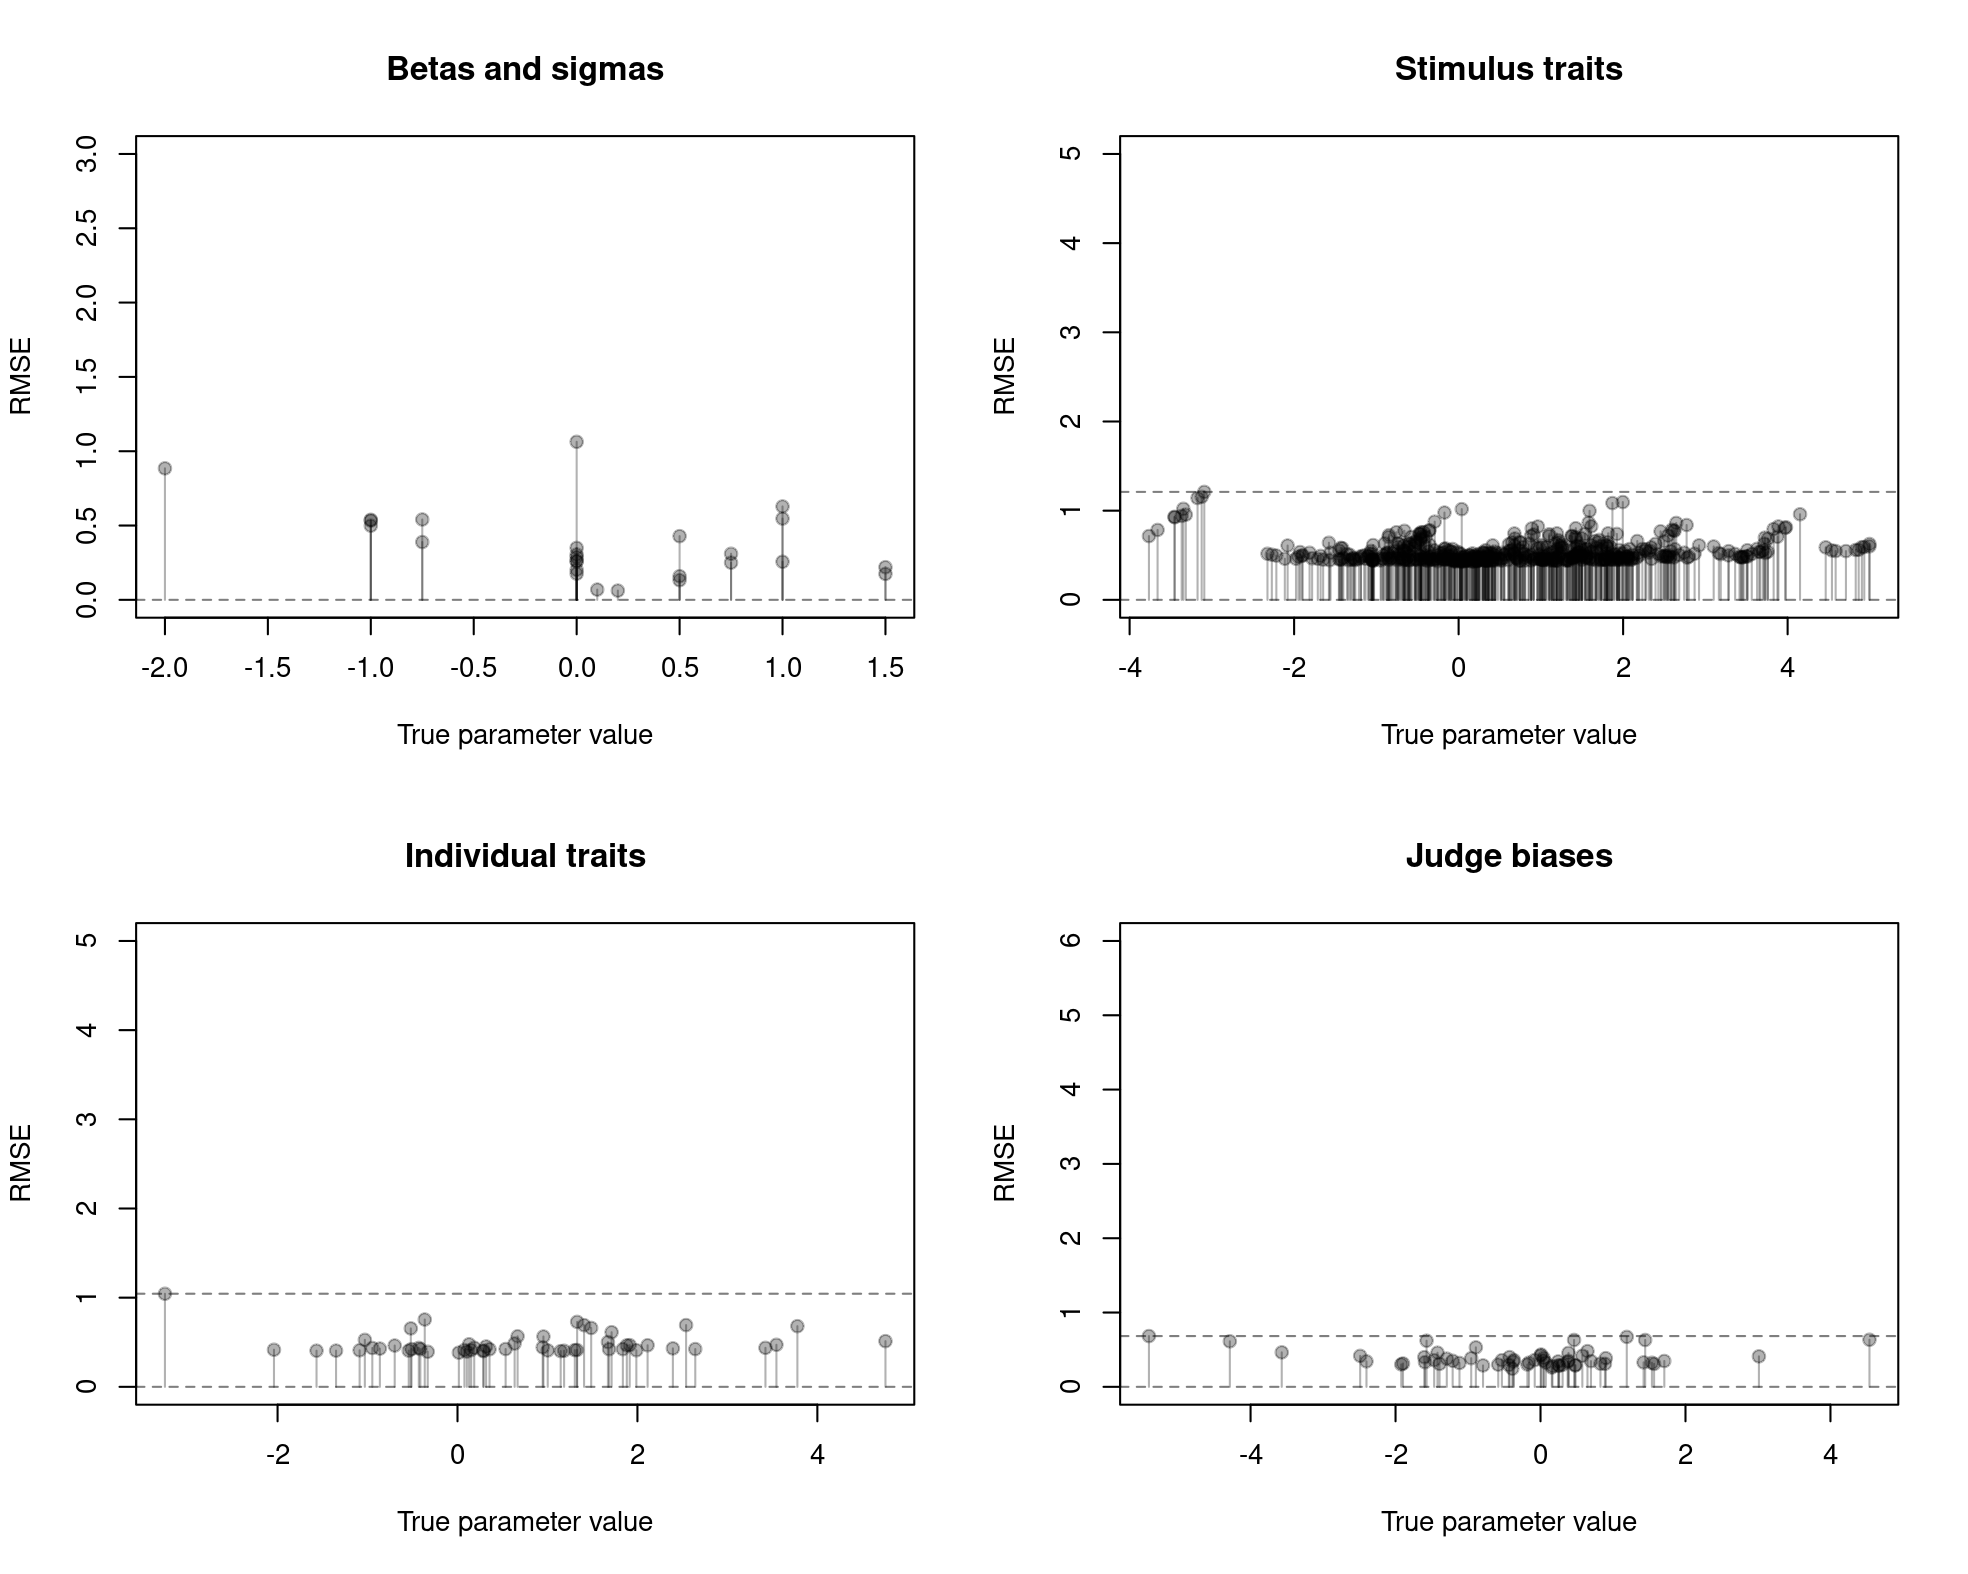 Betas and sigmas
RMSE
3.0
2.5
2.0
1.5
1.0
0.5
0.0
-2.0 -1.5 -1.0 -0.5 0.0 0.5 1.0 1.5
True parameter value
Stimulus traits
RMSE
5
4
3
2
1
0
-4 -2 0 2 4
True parameter value
Individual traits
RMSE
5
4
3
2
1
0
-2 0 2 4
True parameter value
Judge biases
RMSE
6
5
4
3
2
1
0
-4 -2 0 2 4
True parameter value